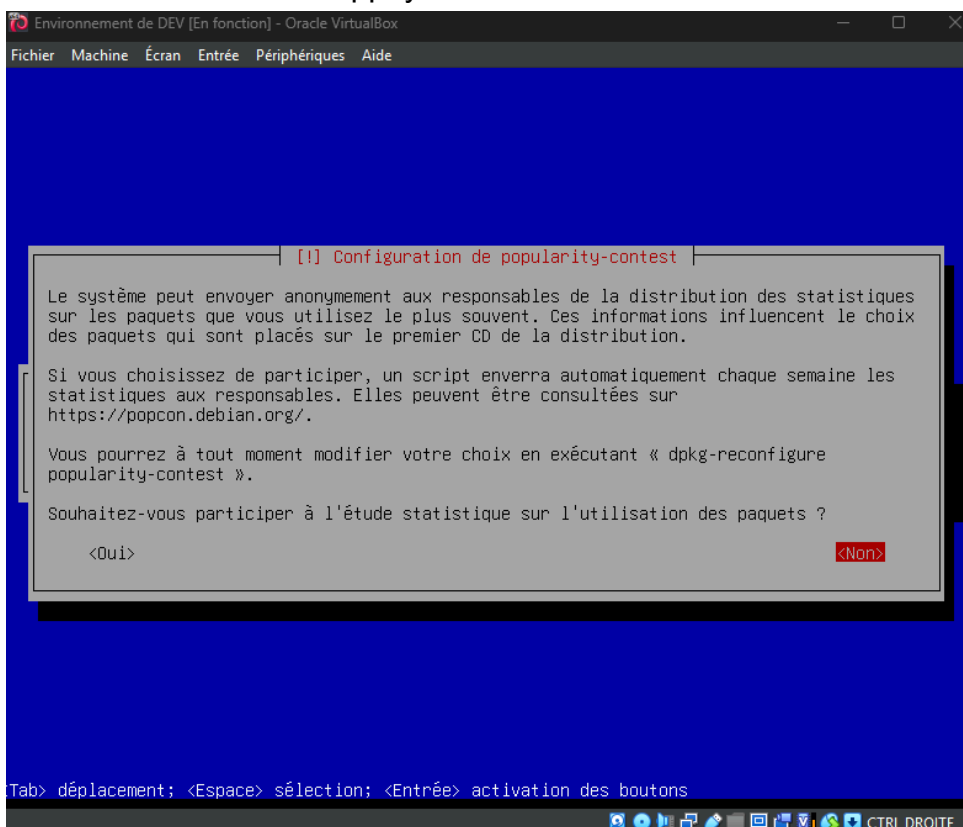 Environnement de DEV [En fonction] - Oracle VirtualBox
Fichier Machine Écran Entrée Périphériques Aide
[!] Configuration de popularity-contest
Le système peut envoyer anonymement aux responsables de la distribution des statistiques
sur les paquets que vous utilisez le plus souvent. Ces informations influencent le choix
des paquets qui sont placés sur le premier CD de la distribution.
Si vous choisissez de participer, un script enverra automatiquement chaque semaine les
statistiques aux responsables. Elles peuvent être consultées sur
https://popcon.debian.org/.
Vous pourrez à tout moment modifier votre choix en exécutant « dpkg-reconfigure
popularity-contest ».
Souhaitez-vous participer à l'étude statistique sur l'utilisation des paquets ?
<Oui> <Non>
<Tab> déplacement; <Espace> sélection; <Entrée> activation des boutons
CTRL DROITE